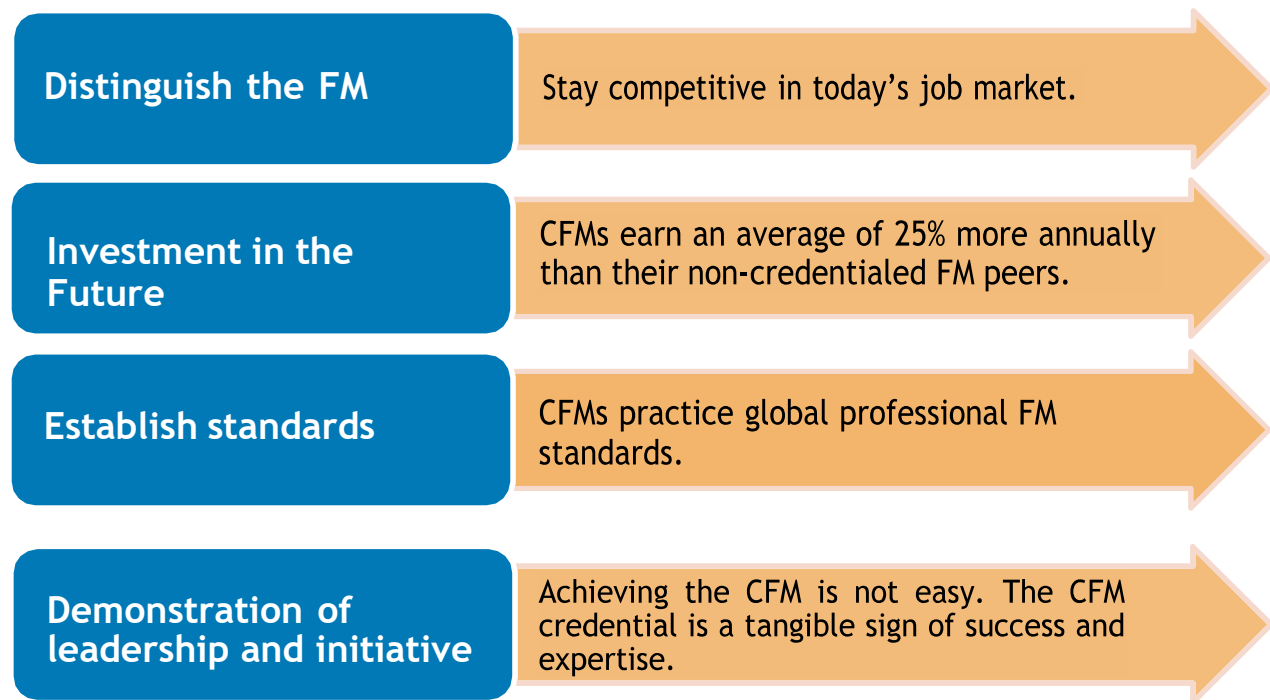 Distinguish the FM
Stay competitive in today’s job market.
Investment in the
Future
CFMs earn an average of 25% more annually
than their non-credentialed FM peers.
Establish standards
CFMs practice global professional FM
standards.
Demonstration of
leadership and initiative
Achieving the CFM is not easy. The CFM
credential is a tangible sign of success and
expertise.